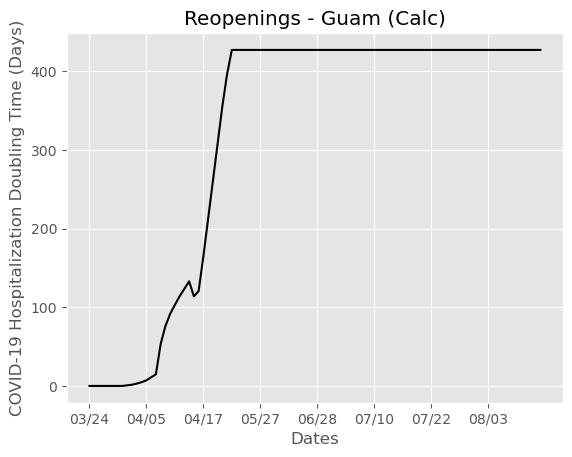 Reopenings - Guam (Calc)
COVID-19 Hospitalization Doubling Time (Days)
400
300
200
100
0
03/24 04/05 04/17 05/27 06/28 07/10 07/22 08/03
Dates